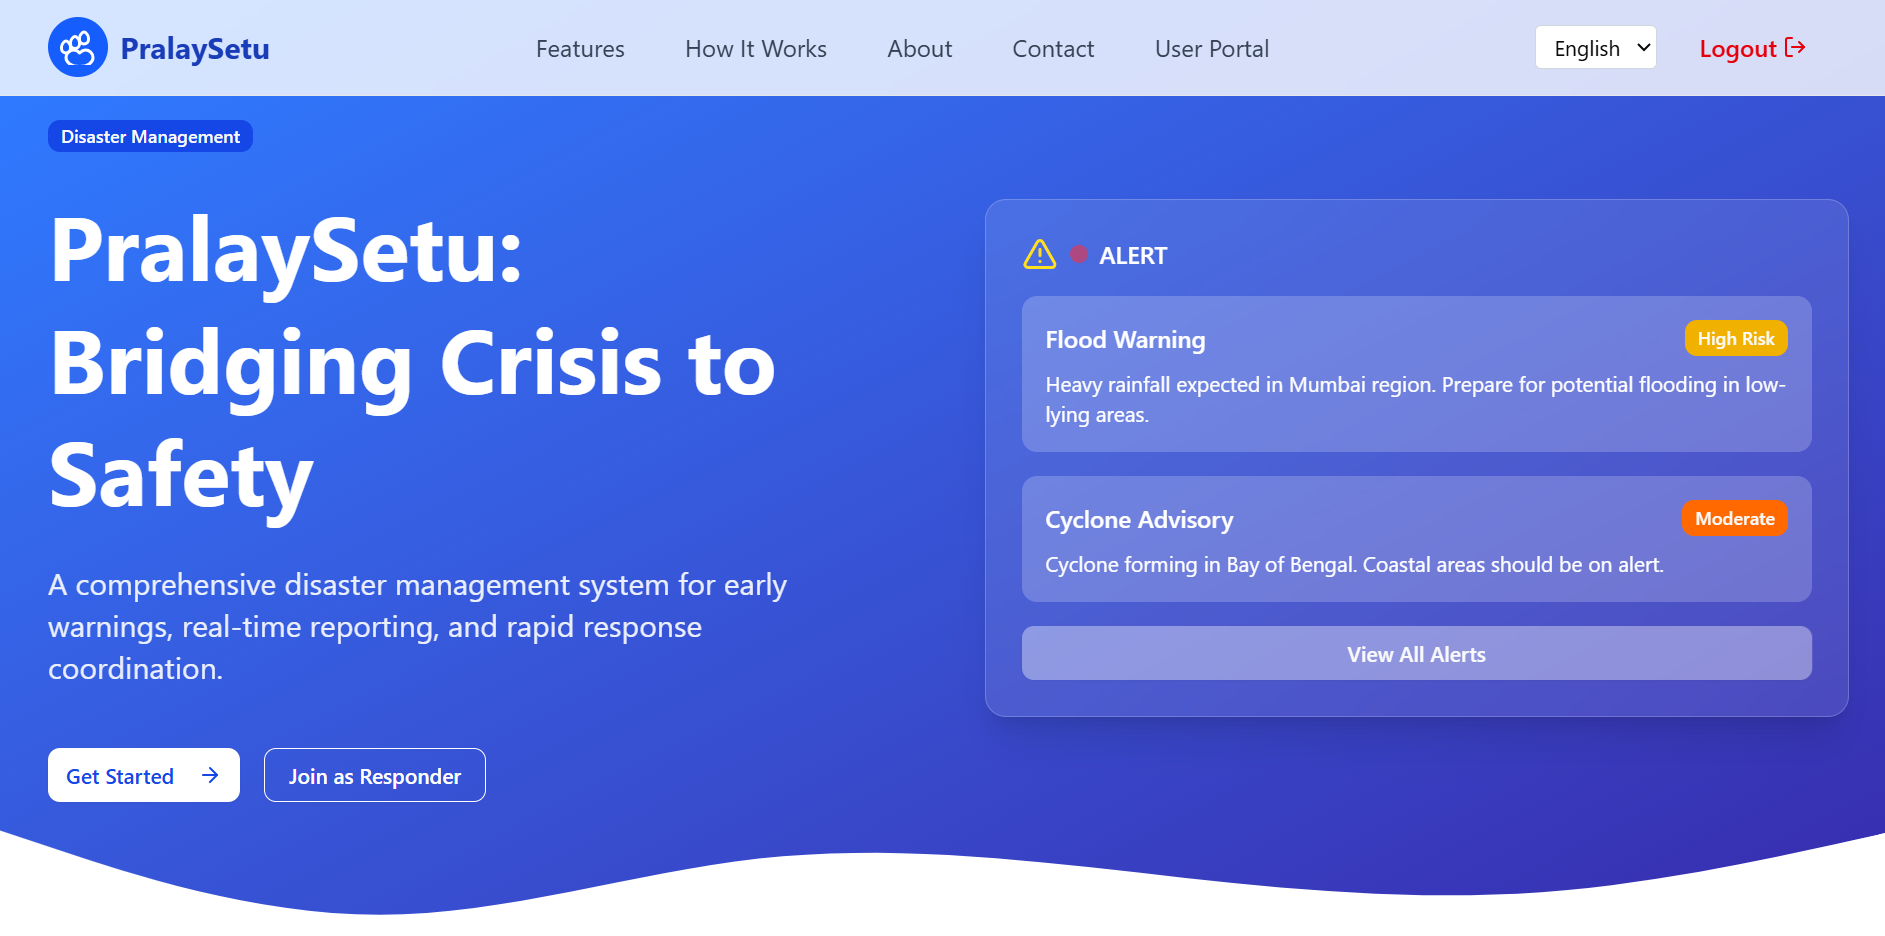 PralaySetu
Features
How It Works
About
Contact
User Portal
English
Logout
Disaster Management
PralaySetu:
Bridging Crisis to
Safety
A comprehensive disaster management system for early
warnings, real-time reporting, and rapid response
coordination.
Get Started
Join as Responder
ALERT
Flood Warning
High Risk
Heavy rainfall expected in Mumbai region. Prepare for potential flooding in low-
lying areas.
Cyclone Advisory
Moderate
Cyclone forming in Bay of Bengal. Coastal areas should be on alert.
View All Alerts